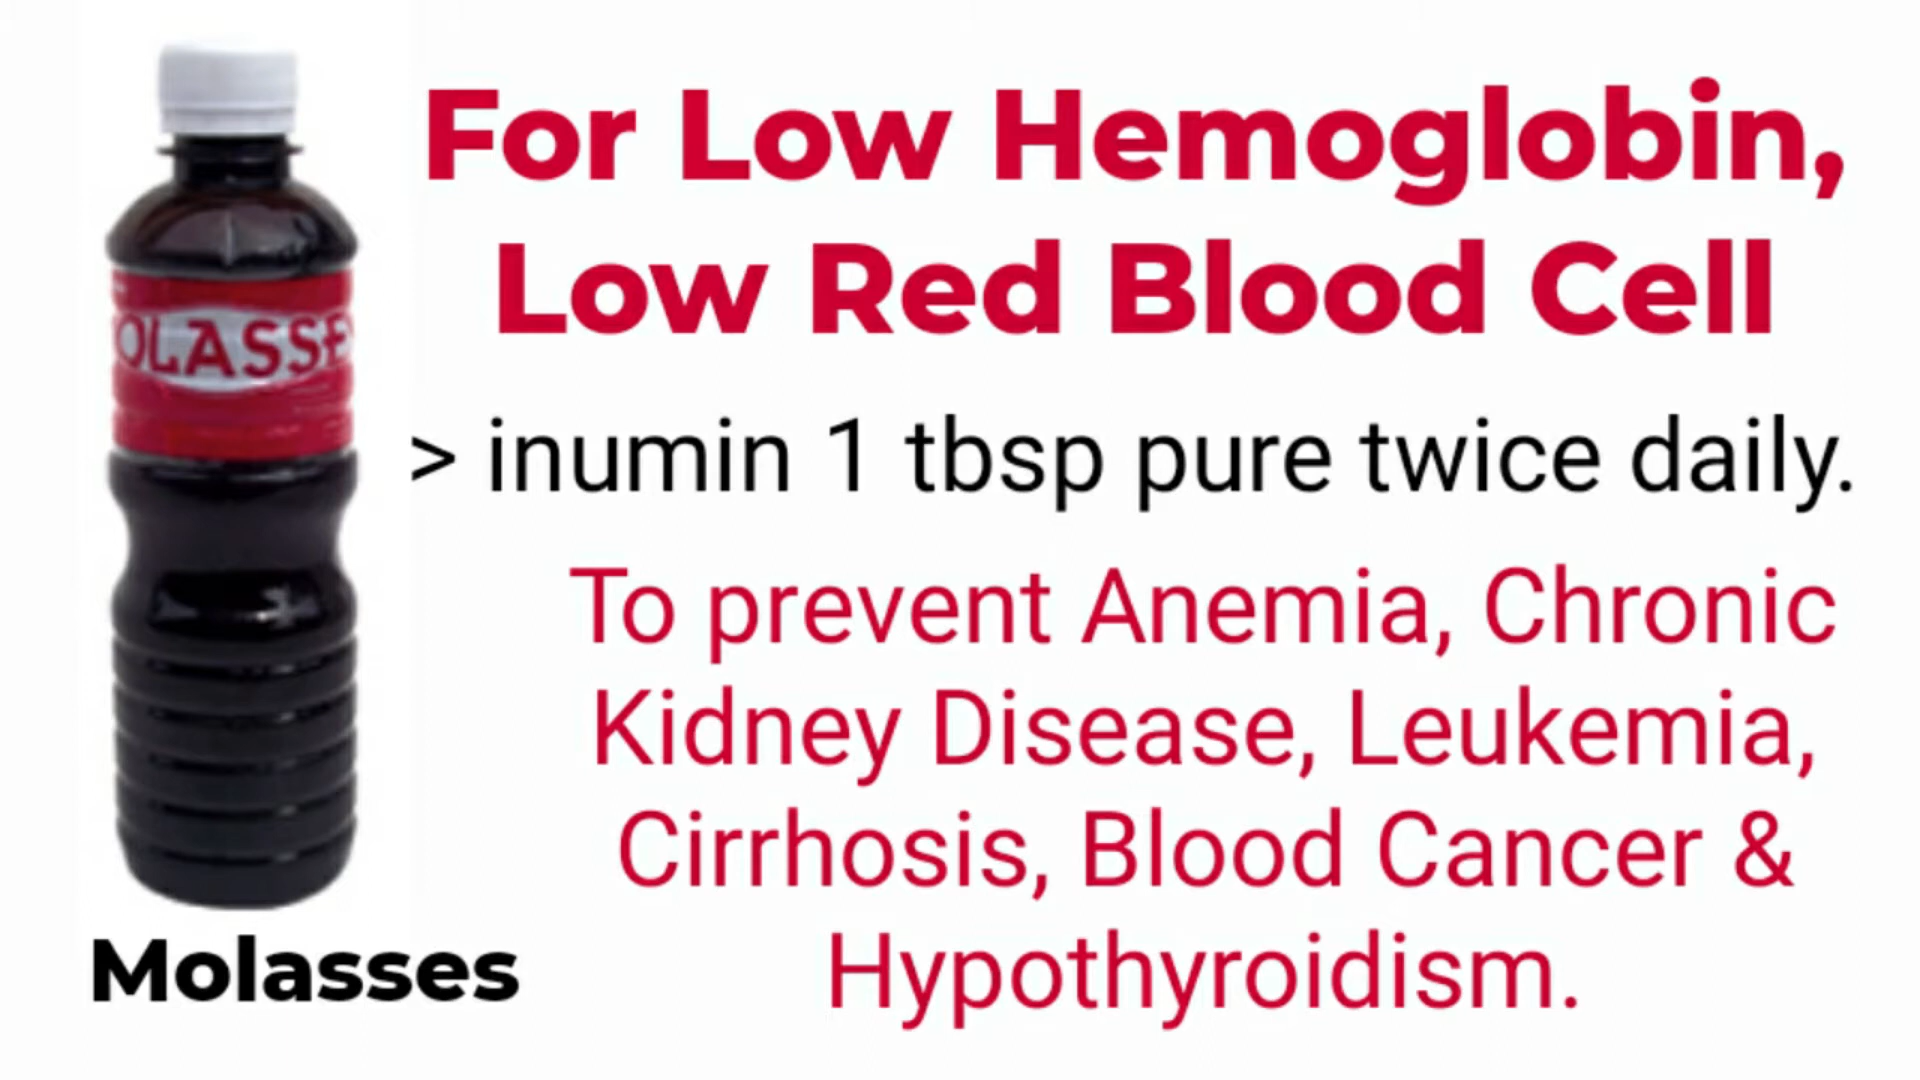 For Low Hemoglobin,
Low Red Blood Cell
OLASSE
> inumin 1 tbsp pure twice daily.
To prevent Anemia, Chronic
Kidney Disease, Leukemia,
Cirrhosis, Blood Cancer &
Hypothyroidism.
Molasses